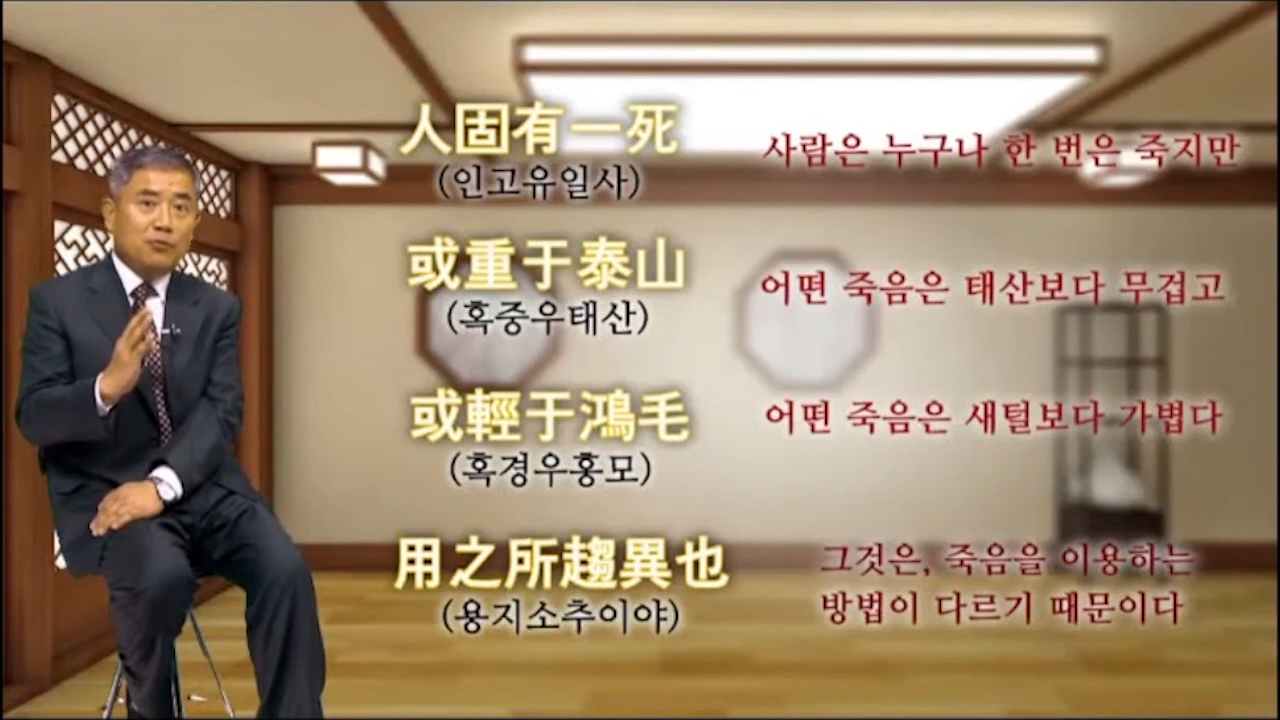 人固有一死
(인고유일사)
사람은 누구나 한 번은 죽지만
或重于泰山
(혹중우태산)
어떤 죽음은 태산보다 무겁고
或輕于鴻毛
(혹경우홍모)
어떤 죽음은 새털보다 가볍다
用之所趨異也
(용지소추이야)
그것은, 죽음을 이용하는
방법이 다르기 때문이다